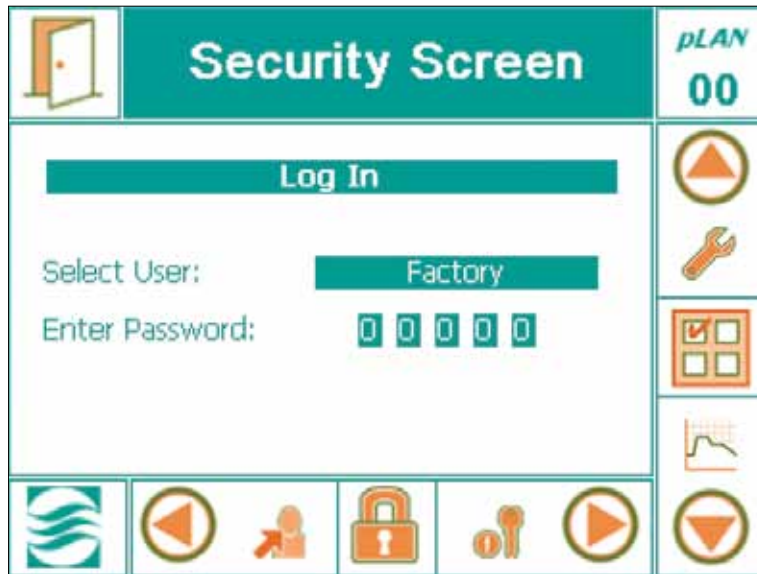 Security Screen
pLAN
00
Log In
Select User: Factory
Enter Password: 0 0 0 0 0